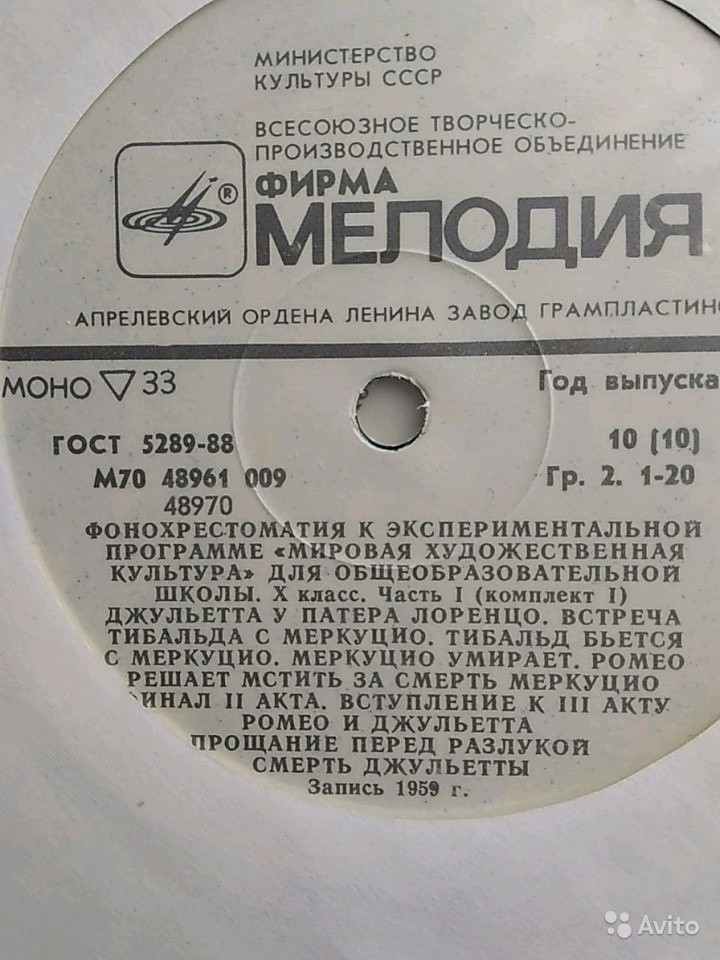 МИНИСТЕРСТВО
КУЛЬТУРЫ СССР
ВСЕСОЮЗНОЕ ТВОРЧЕСКО-
ПРОИЗВОДСТВЕННОЕ ОБЪЕДИНЕНИЕ
®
ФИРМА
МЕЛОДИЯ
АПРЕЛЕВСКИЙ ОРДЕНА ЛЕНИНА ЗАВОД ГРАМПЛАСТИНО
МОНО ▽ 33 Год выпуска
ГОСТ 5289-88 10 (10)
М70 48961 009 Гр. 2. 1-20
48970
ФОНОХРЕСТОМАТИЯ К ЭКСПЕРИМЕНТАЛЬНОЙ
ПРОГРАММЕ «МИРОВАЯ ХУДОЖЕСТВЕННАЯ
КУЛЬТУРА» ДЛЯ ОБЩЕОБРАЗОВАТЕЛЬНОЙ
ШКОЛЫ. X класс. Часть I (комплект I)
ДЖУЛЬЕТТА У ПАТЕРА ЛОРЕНЦО. ВСТРЕЧА
ТИБАЛЬДА С МЕРКУЦИО. ТИБАЛЬД БЬЕТСЯ
С МЕРКУЦИО. МЕРКУЦИО УМИРАЕТ. РОМЕО
РЕШАЕТ МСТИТЬ ЗА СМЕРТЬ МЕРКУЦИО
ФИНАЛ II АКТА. ВСТУПЛЕНИЕ К III АКТУ
РОМЕО И ДЖУЛЬЕТТА
ПРОЩАНИЕ ПЕРЕД РАЗЛУКОЙ
СМЕРТЬ ДЖУЛЬЕТТЫ
Запись 1959 г.
Avito